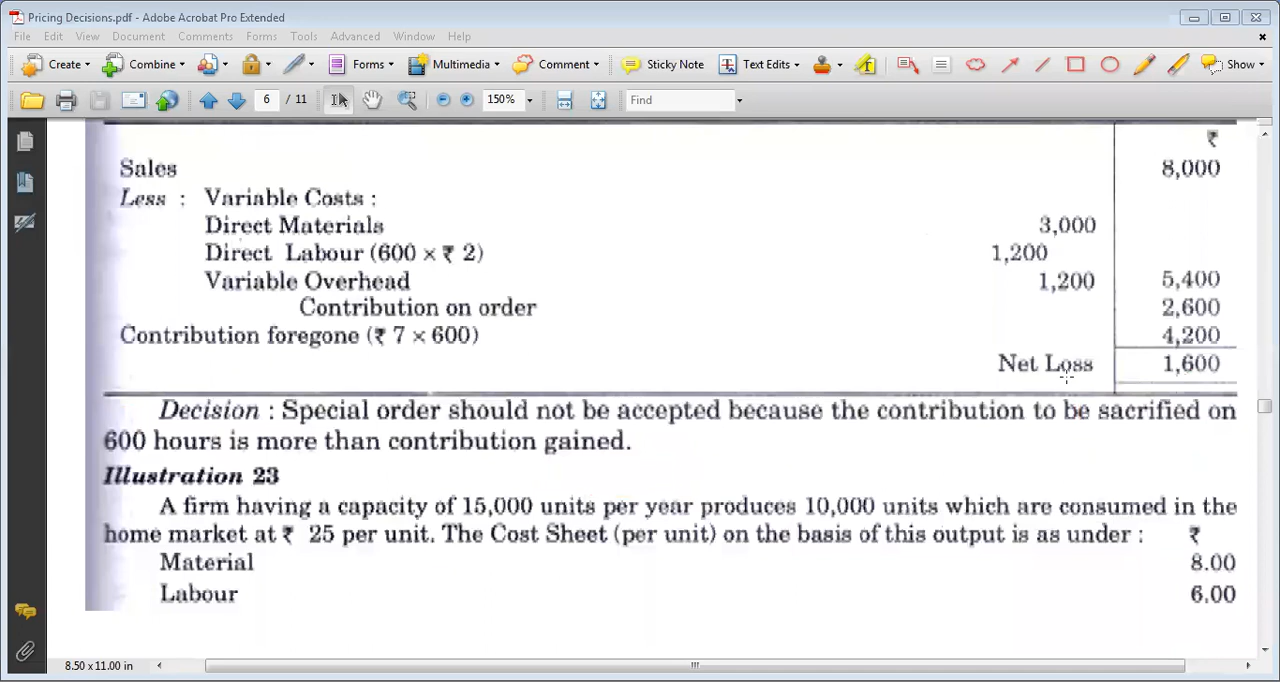 Pricing Decisions.pdf - Adobe Acrobat Pro Extended
File Edit View Document Comments Forms Tools Advanced Window Help
Create Combine Forms Multimedia Comment Sticky Note Text Edits Show
6 / 11 150% Find
₹
Sales 8,000
Less : Variable Costs :
Direct Materials 3,000
Direct Labour (600 × ₹ 2) 1,200
Variable Overhead 1,200 5,400
Contribution on order 2,600
Contribution foregone (₹ 7 × 600) 4,200
Net Loss 1,600
Decision : Special order should not be accepted because the contribution to be sacrified on
600 hours is more than contribution gained.
Illustration 23
A firm having a capacity of 15,000 units per year produces 10,000 units which are consumed in the
home market at ₹ 25 per unit. The Cost Sheet (per unit) on the basis of this output is as under : ₹
Material 8.00
Labour 6.00
8.50 x 11.00 in